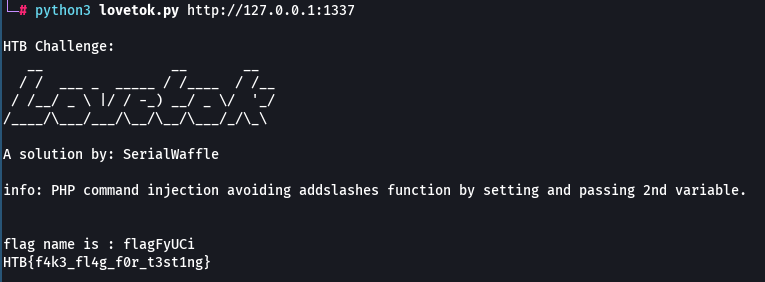 └─# python3 lovetok.py http://127.0.0.1:1337
HTB Challenge:
   __                 __      __
  / /  ___ _  _____ / /____  / /__
 / /__/ _ \ |/ / -_) __/ _ \/  '_/
/____/\___/___/\__/\__/\___/_/\_\
A solution by: SerialWaffle
info: PHP command injection avoiding addslashes function by setting and passing 2nd variable.
flag name is : flagFyUCi
HTB{f4k3_fl4g_f0r_t3st1ng}